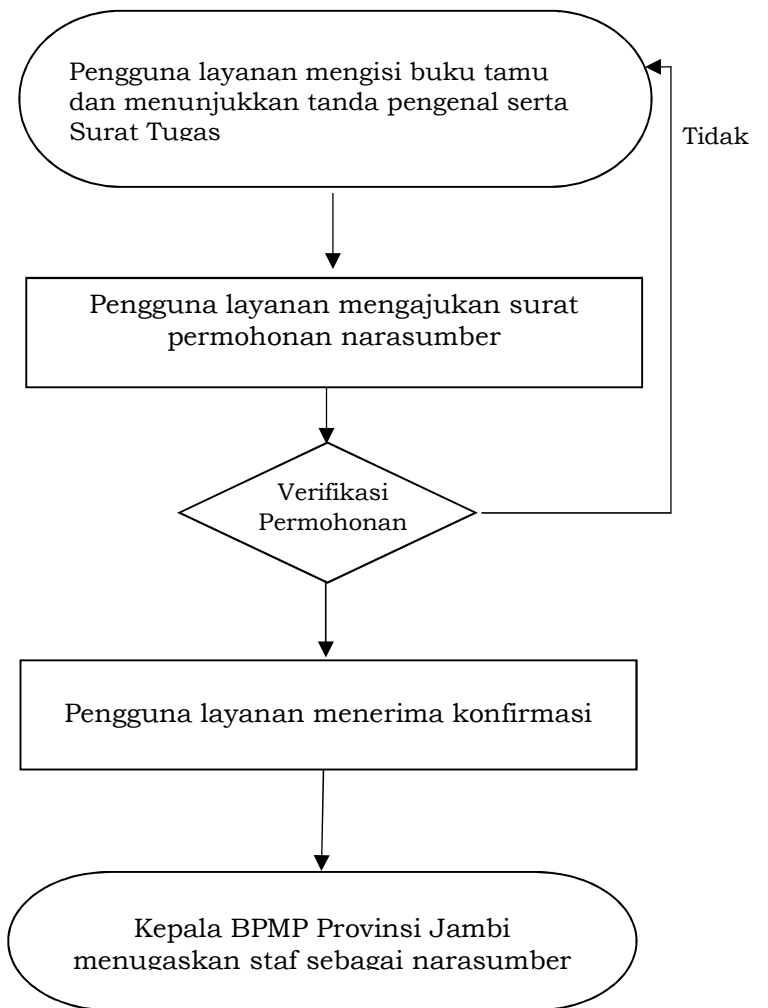 Pengguna layanan mengisi buku tamu
dan menunjukkan tanda pengenal serta
Surat Tugas
Tidak
Pengguna layanan mengajukan surat
permohonan narasumber
Verifikasi
Permohonan
Pengguna layanan menerima konfirmasi
Kepala BPMP Provinsi Jambi
menugaskan staf sebagai narasumber